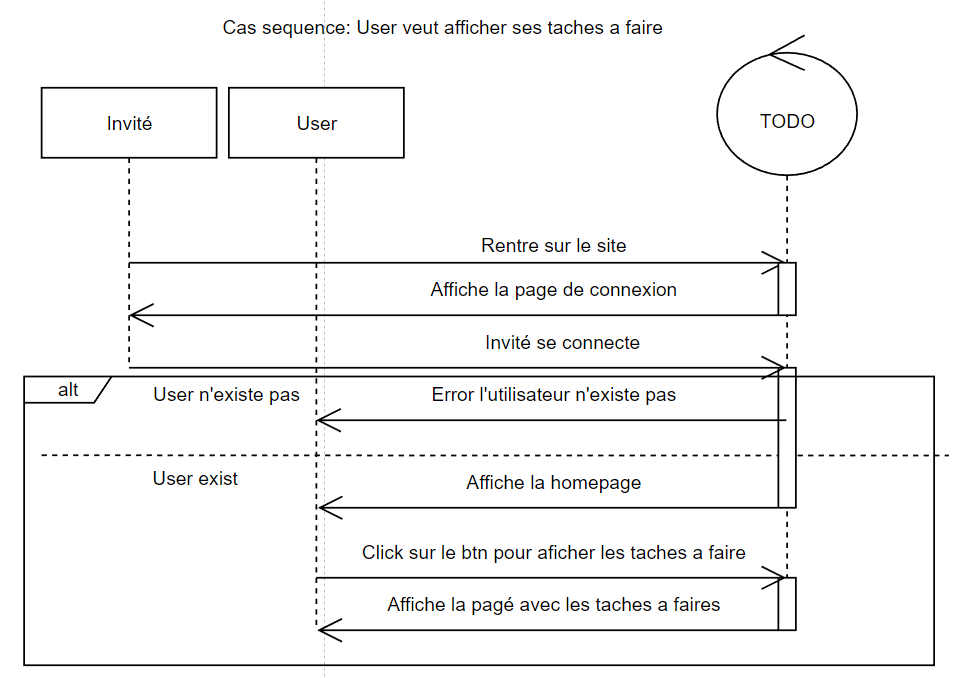 Cas sequence: User veut afficher ses taches a faire
Invité
User
TODO
Rentre sur le site
Affiche la page de connexion
Invité se connecte
alt
User n'existe pas
Error l'utilisateur n'existe pas
User exist
Affiche la homepage
Click sur le btn pour aficher les taches a faire
Affiche la pagé avec les taches a faires